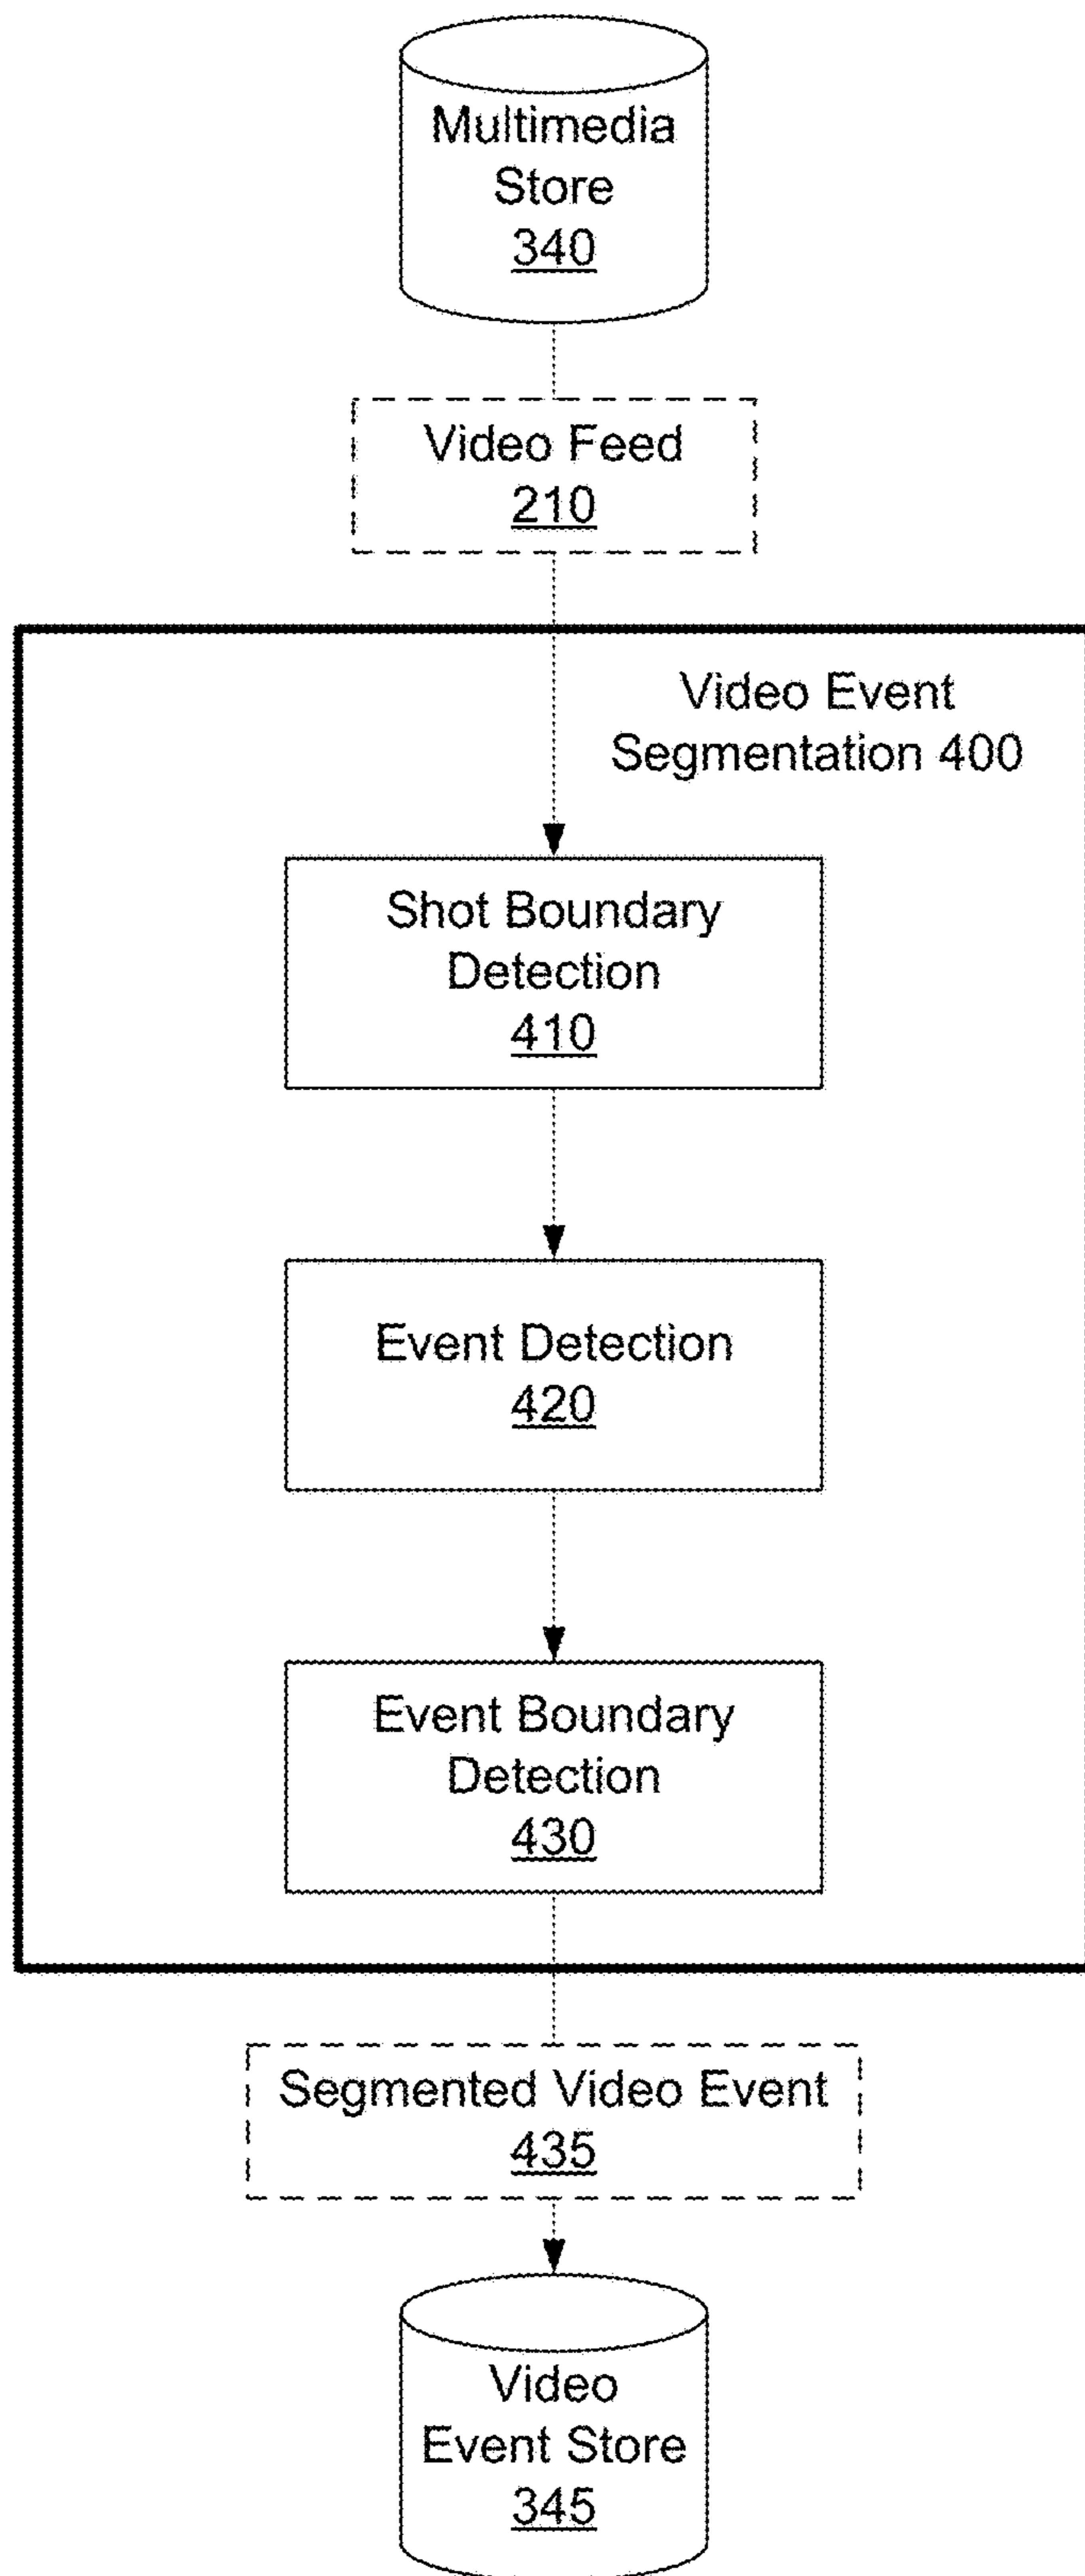 Multimedia
Store
340
Video Feed
210
Video Event
Segmentation 400
Shot Boundary
Detection
410
Event Detection
420
Event Boundary
Detection
430
Segmented Video Event
435
Video
Event Store
345